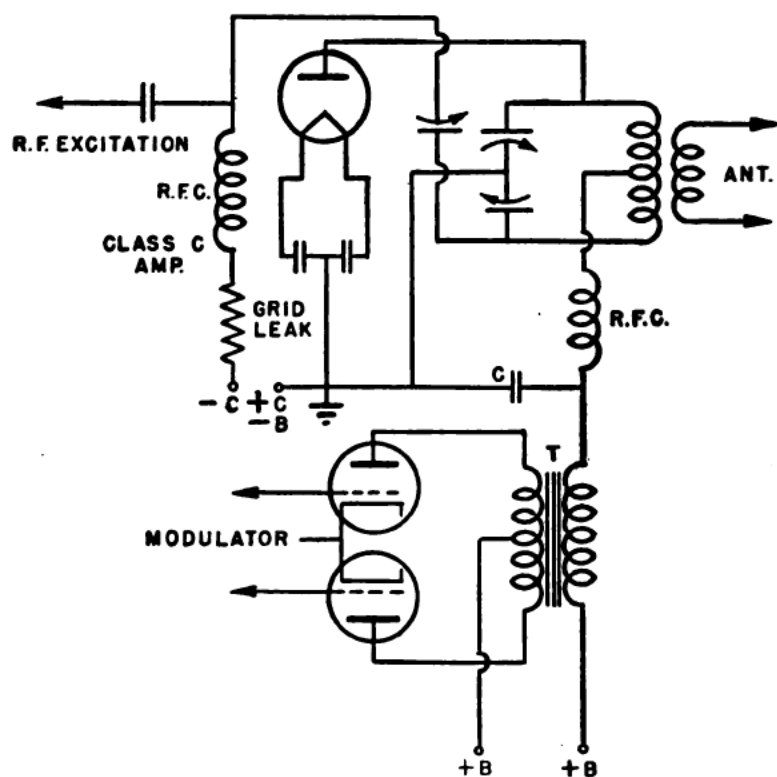 R.F. EXCITATION
R.F.C.
CLASS C
AMP.
GRID
LEAK
-C
+C
-B
C
ANT.
R.F.C.
T
MODULATOR
+B
+B